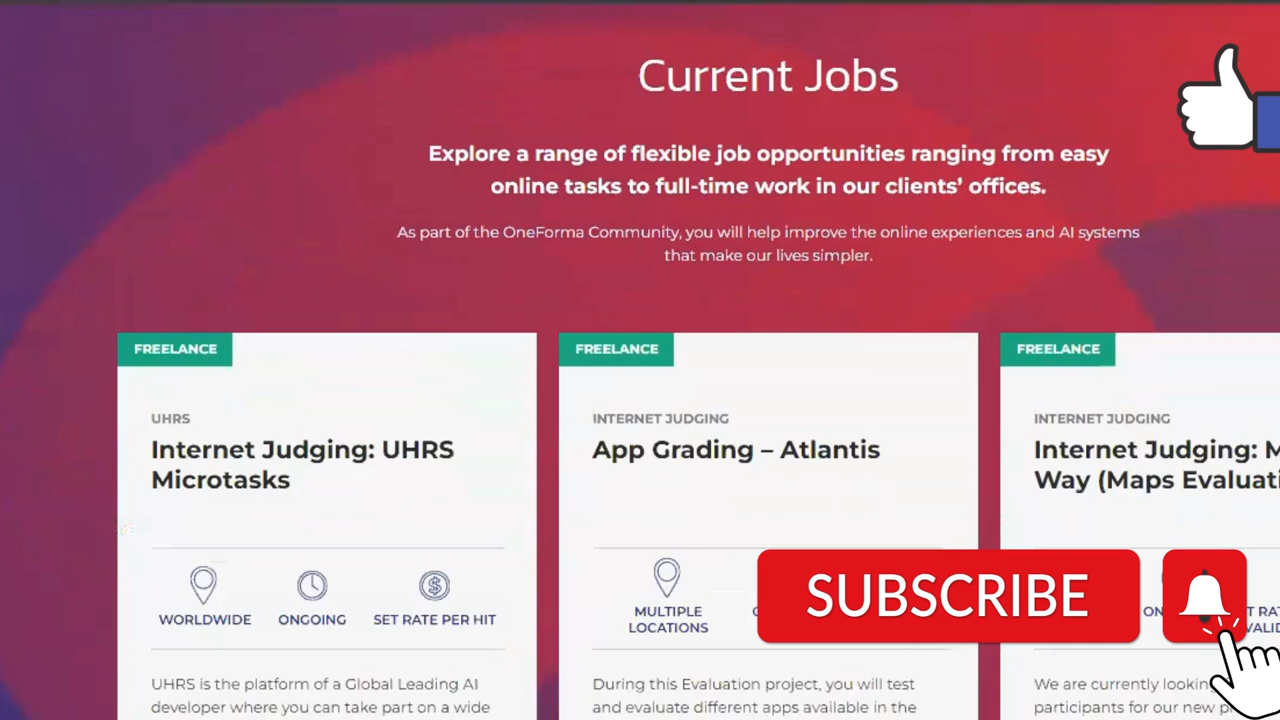 Current Jobs
Explore a range of flexible job opportunities ranging from easy
online tasks to full-time work in our clients’ offices.
As part of the OneForma Community, you will help improve the online experiences and AI systems
that make our lives simpler.
FREELANCE
UHRS
Internet Judging: UHRS
Microtasks
WORLDWIDE
ONGOING
SET RATE PER HIT
UHRS is the platform of a Global Leading AI
developer where you can take part on a wide
FREELANCE
INTERNET JUDGING
App Grading – Atlantis
MULTIPLE
LOCATIONS
During this Evaluation project, you will test
and evaluate different apps available in the
FREELANCE
INTERNET JUDGING
Internet Judging:
Way (Maps
We are currently
participants for our new
SUBSCRIBE